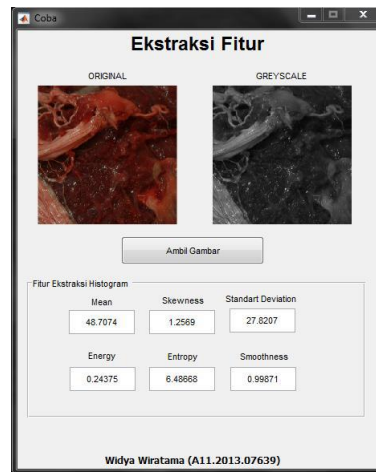 Coba
Ekstraksi Fitur
ORIGINAL GREYSCALE
Ambil Gambar
Fitur Ekstraksi Histogram
Mean Skewness Standart Deviation
48.7074 1.2569 27.8207
Energy Entropy Smoothness
0.24375 6.48668 0.99871
Widya Wiratama (A11.2013.07639)